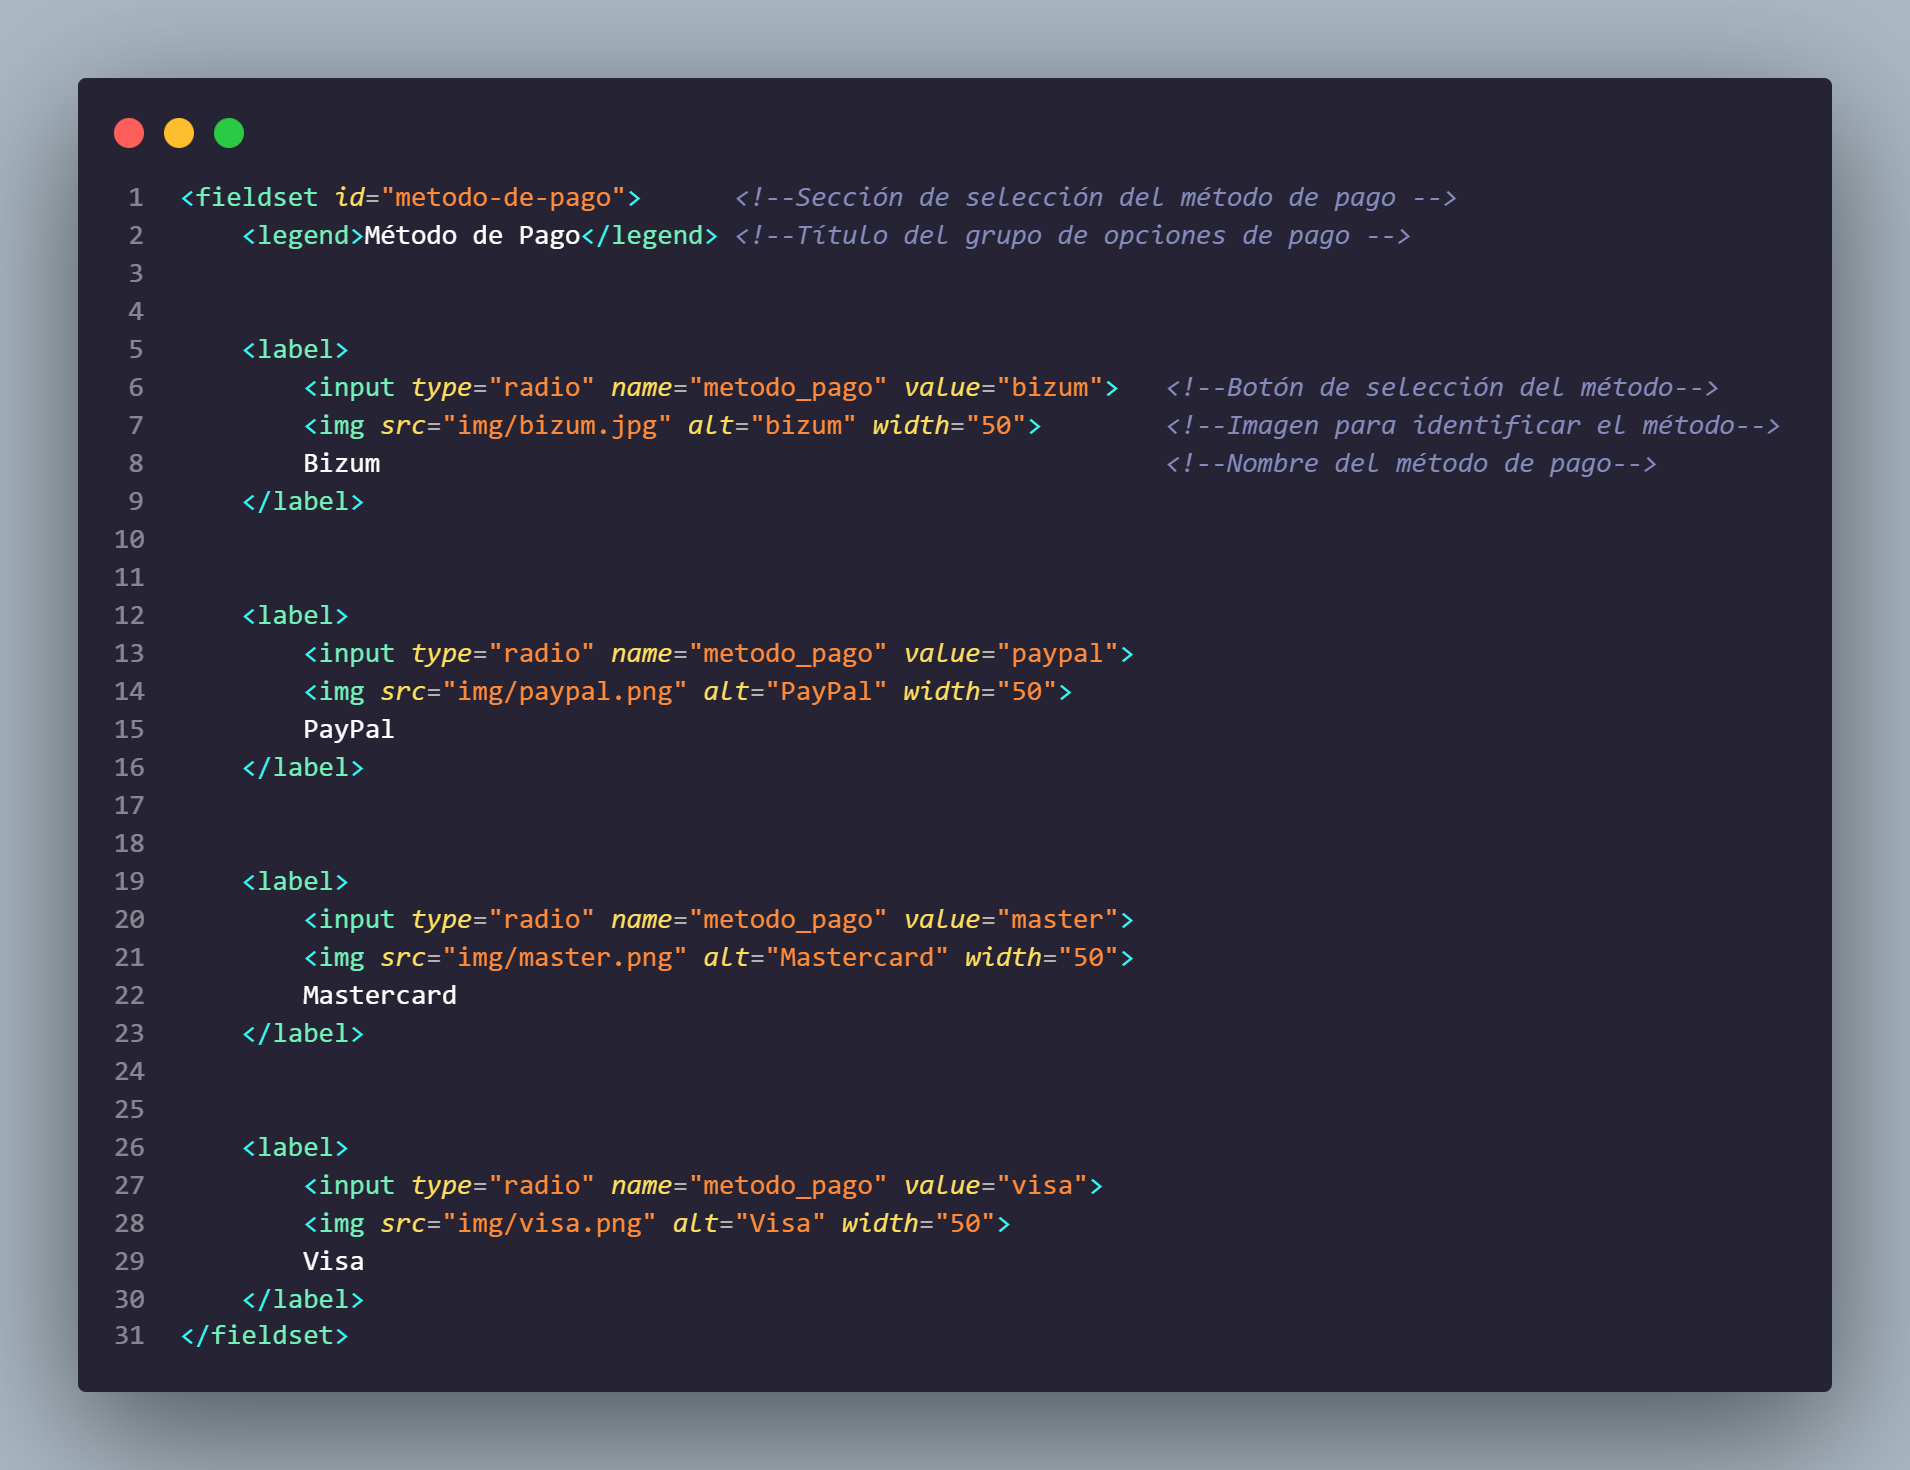 1 <fieldset id="metodo-de-pago"> <!--Sección de selección del método de pago -->
2 <legend>Método de Pago</legend> <!--Título del grupo de opciones de pago -->
3
4
5 <label>
6 <input type="radio" name="metodo_pago" value="bizum"> <!--Botón de selección del método-->
7 <img src="img/bizum.jpg" alt="bizum" width="50"> <!--Imagen para identificar el método-->
8 Bizum <!--Nombre del método de pago-->
9 </label>
10
11
12 <label>
13 <input type="radio" name="metodo_pago" value="paypal">
14 <img src="img/paypal.png" alt="PayPal" width="50">
15 PayPal
16 </label>
17
18
19 <label>
20 <input type="radio" name="metodo_pago" value="master">
21 <img src="img/master.png" alt="Mastercard" width="50">
22 Mastercard
23 </label>
24
25
26 <label>
27 <input type="radio" name="metodo_pago" value="visa">
28 <img src="img/visa.png" alt="Visa" width="50">
29 Visa
30 </label>
31 </fieldset>